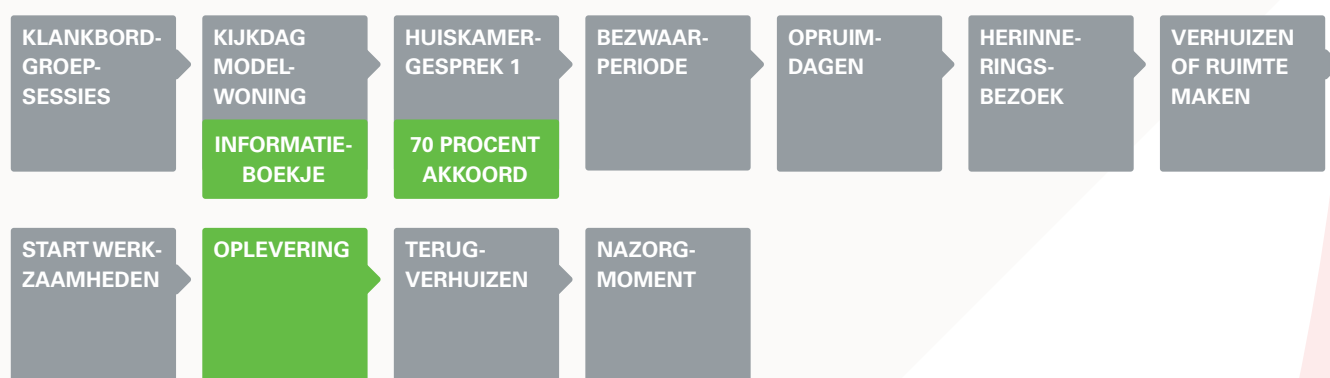 KLANKBORD-
GROEP-
SESSIES
KIJKDAG
MODEL-
WONING
INFORMATIE-
BOEKJE
HUISKAMER-
GESPREK 1
70 PROCENT
AKKOORD
BEZWAAR-
PERIODE
OPRUIM-
DAGEN
HERINNE-
RINGS-
BEZOEK
VERHUIZEN
OF RUIMTE
MAKEN
START WERK-
ZAAMHEDEN
OPLEVERING
TERUG-
VERHUIZEN
NAZORG-
MOMENT